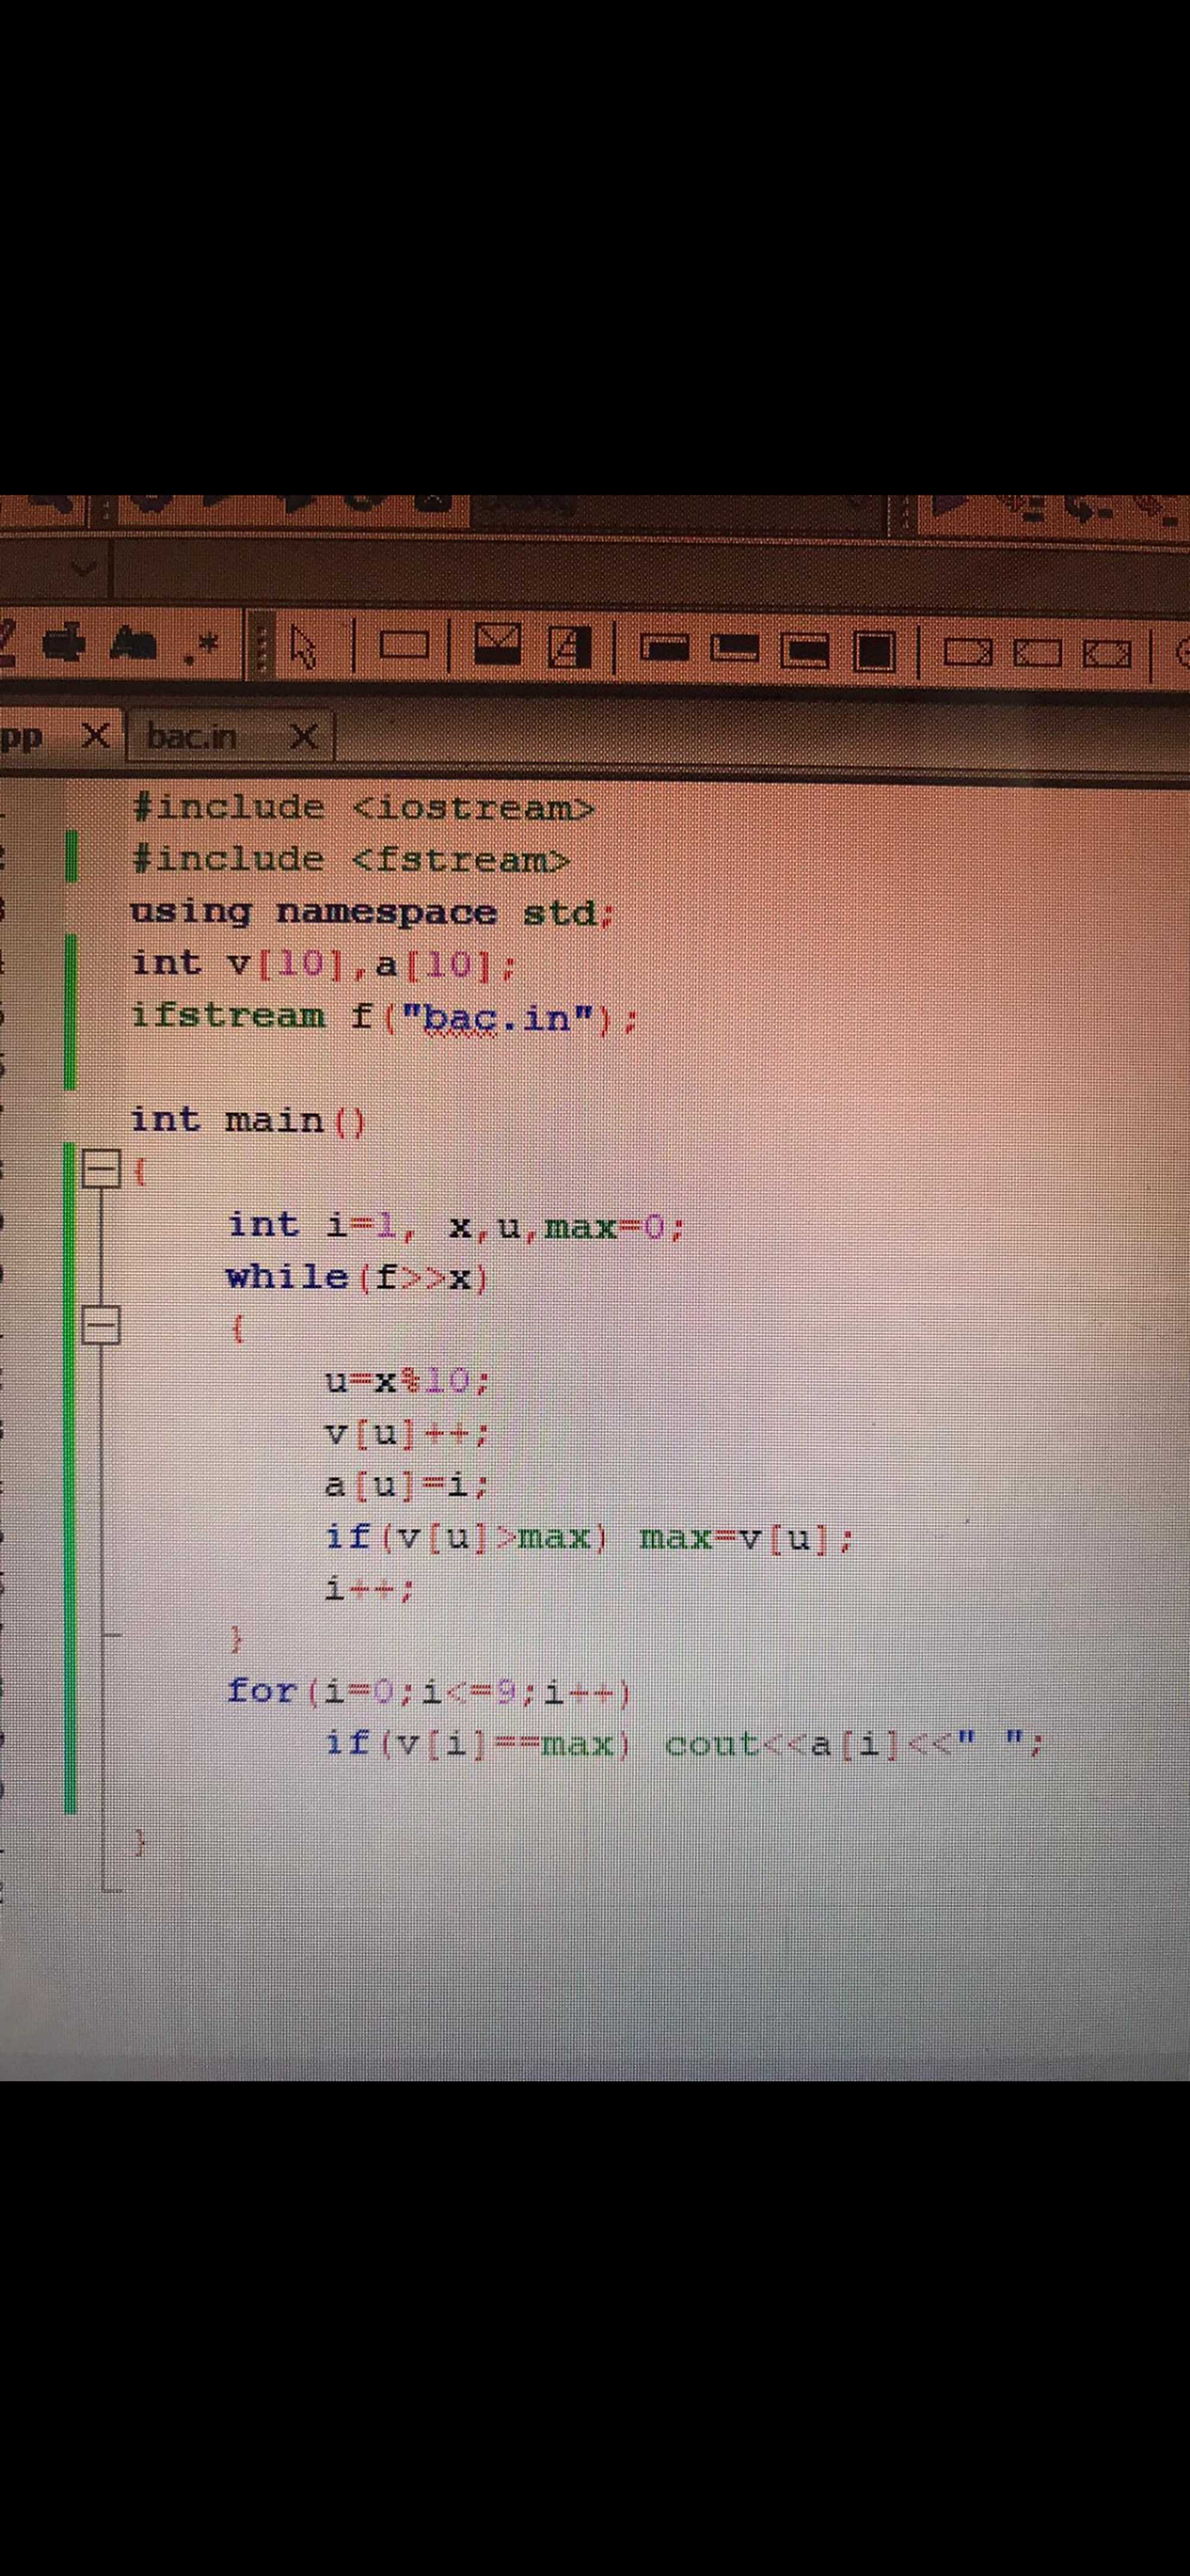 pp X bac.in X
#include <iostream>
#include <fstream>
using namespace std;
int v[10],a[10];
ifstream f("bac.in");
int main()
{
int i=1, x,u,max=0;
while(f>>x)
{
u=x%10;
v[u]++;
a[u]=i;
if(v[u]>max) max=v[u];
i++;
}
for(i=0;i<=9;i++)
if(v[i]==max) cout<<a[i]<<" ";
}